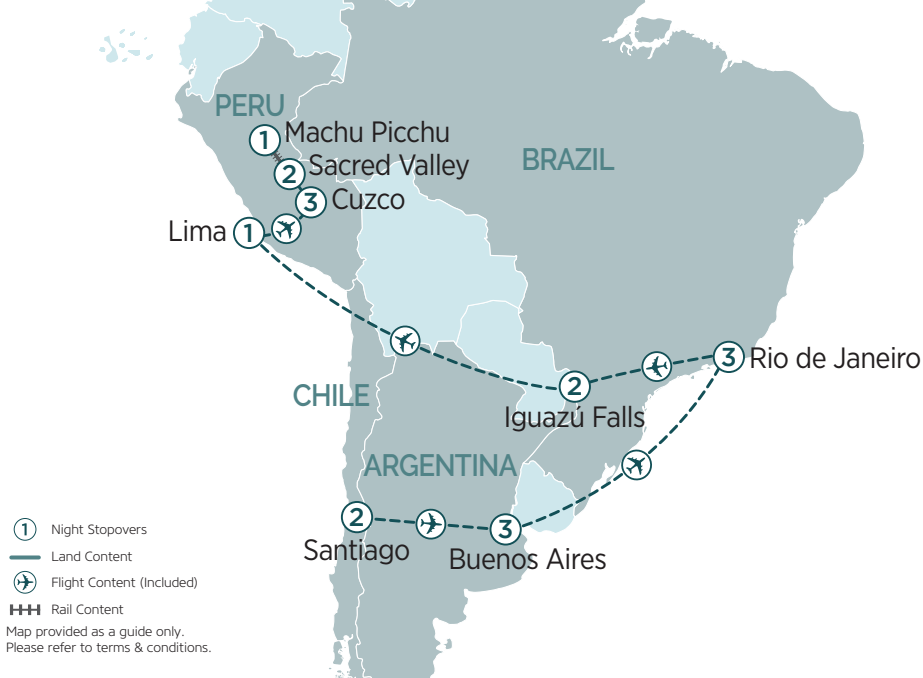 PERU
1 Machu Picchu
BRAZIL
2 Sacred Valley
3 Cuzco
Lima 1
3 Rio de Janeiro
2
CHILE
Iguazú Falls
ARGENTINA
2
3
Santiago
Buenos Aires
1 Night Stopovers
Land Content
Flight Content (Included)
Rail Content
Map provided as a guide only.
Please refer to terms & conditions.